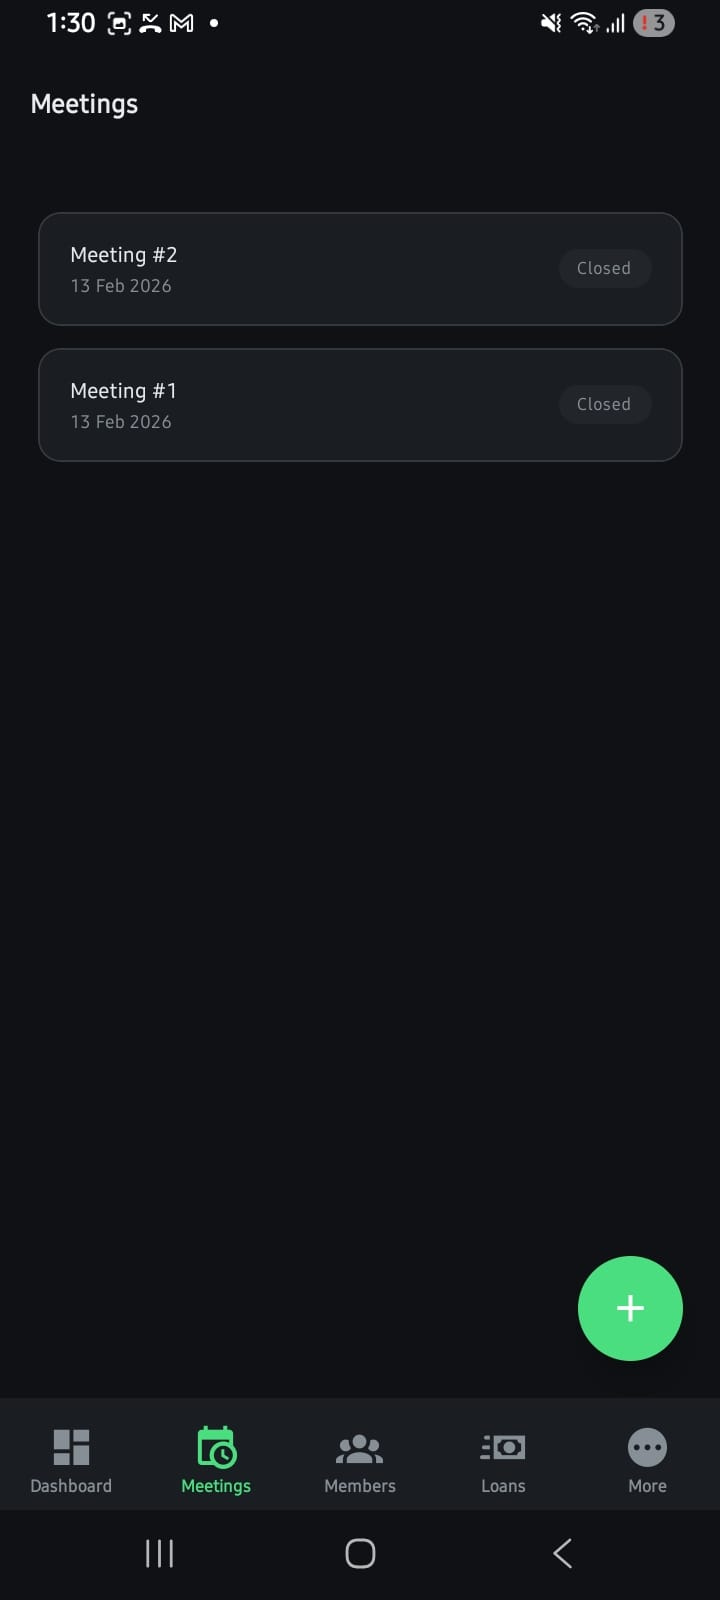 1:30
3
Meetings
Meeting #2
13 Feb 2026
Closed
Meeting #1
13 Feb 2026
Closed
Dashboard
Meetings
Members
Loans
More